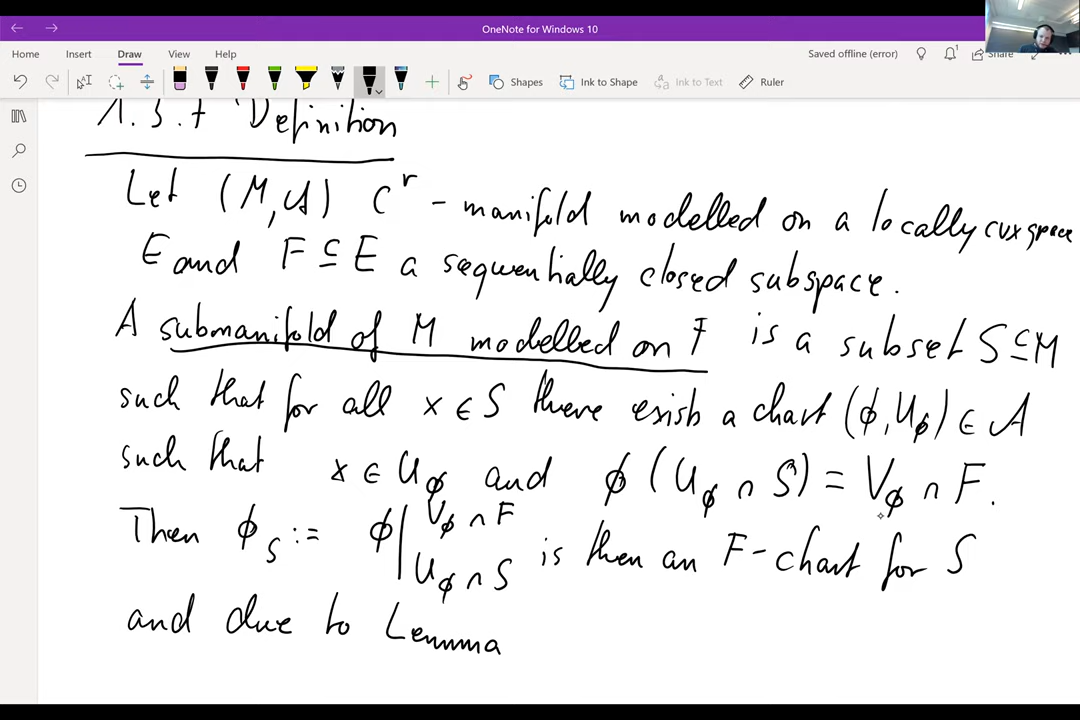 OneNote for Windows 10
Home Insert Draw View Help Saved offline (error) Share
Shapes Ink to Shape Ink to Text Ruler
1.3.7 Definition
Let (M,𝒜) C^r - manifold modelled on a locally cvx space
E and F ⊆ E a sequentially closed subspace.
A submanifold of M modelled on F is a subset S ⊆ M
such that for all x ∈ S there exists a chart (ϕ, U_ϕ) ∈ 𝒜
such that x ∈ U_ϕ and ϕ(U_ϕ ∩ S) = V_ϕ ∩ F.
Then ϕ_S := ϕ|_{U_ϕ ∩ S}^{V_ϕ ∩ F} is then an F-chart for S
and due to Lemma